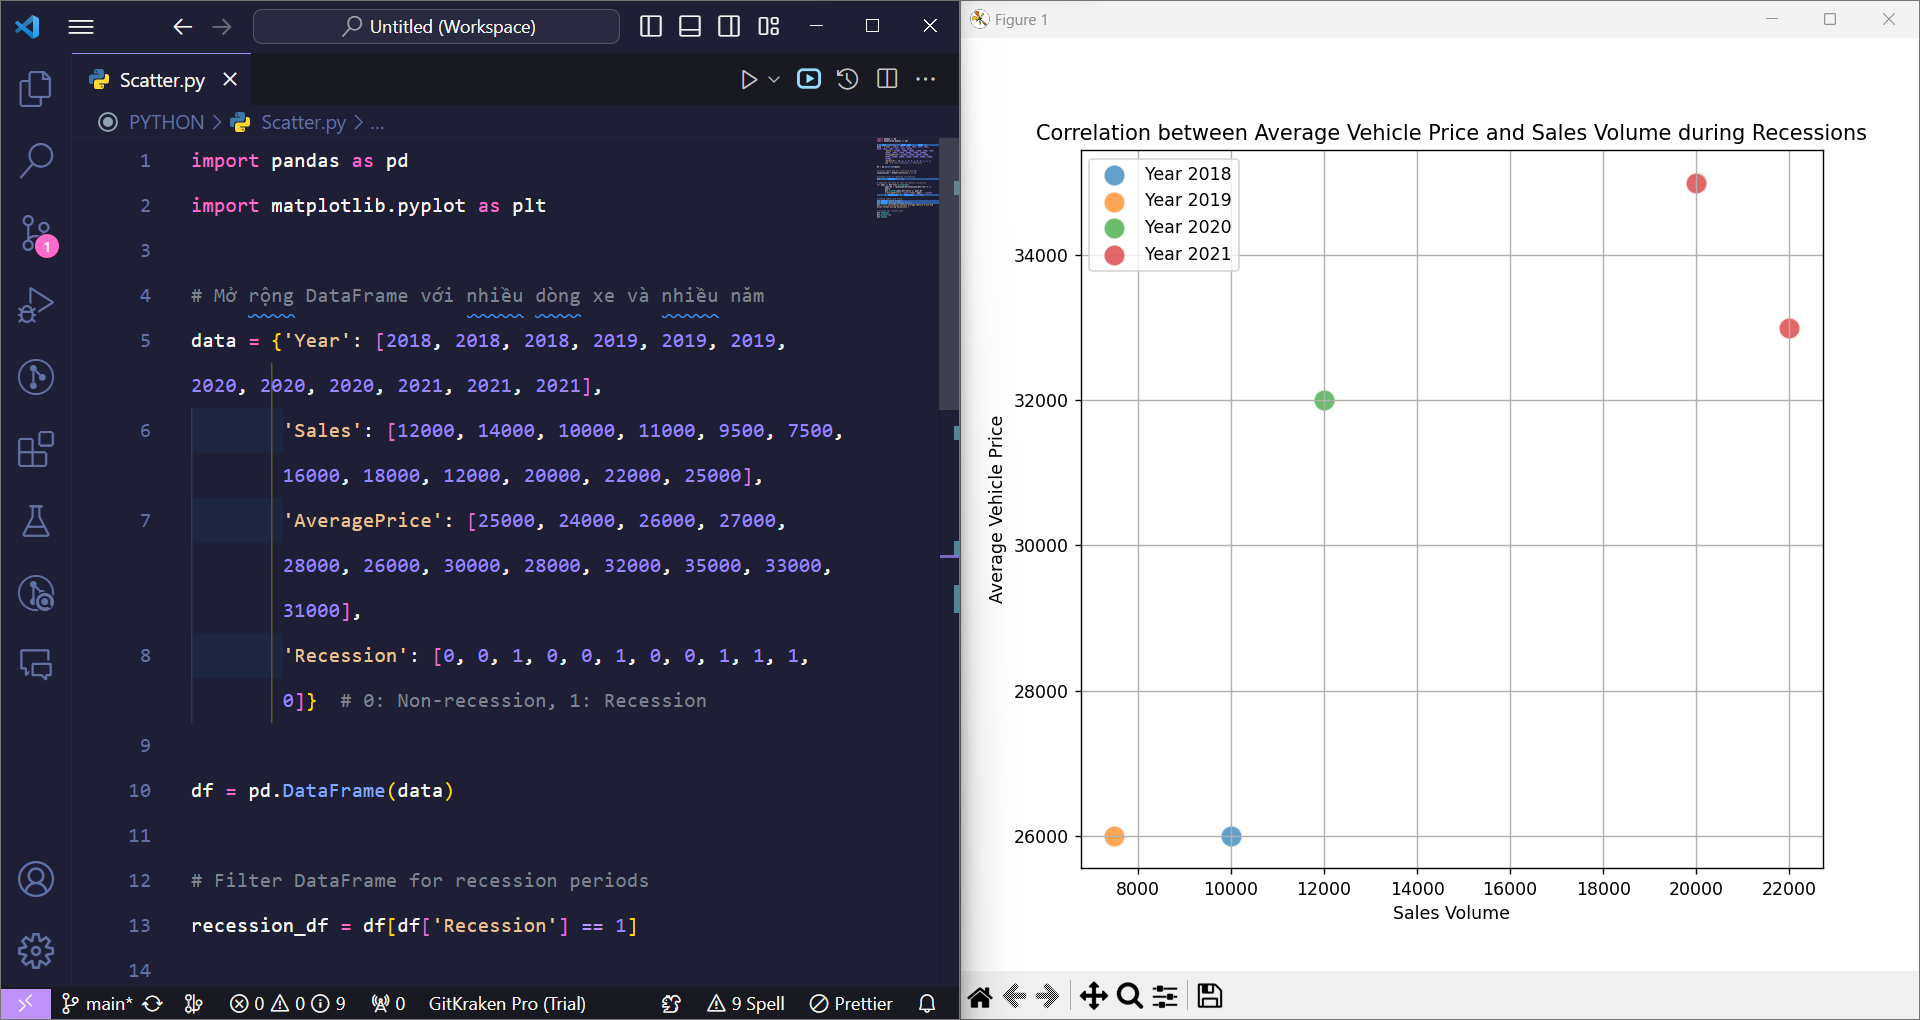 Untitled (Workspace)
Scatter.py
PYTHON > Scatter.py > ...
1 import pandas as pd
2 import matplotlib.pyplot as plt
3
4 # Mở rộng DataFrame với nhiều dòng xe và nhiều năm
5 data = {'Year': [2018, 2018, 2018, 2019, 2019, 2019,
2020, 2020, 2020, 2021, 2021, 2021],
6 'Sales': [12000, 14000, 10000, 11000, 9500, 7500,
16000, 18000, 12000, 20000, 22000, 25000],
7 'AveragePrice': [25000, 24000, 26000, 27000,
28000, 26000, 30000, 28000, 32000, 35000, 33000,
31000],
8 'Recession': [0, 0, 1, 0, 0, 1, 0, 0, 1, 1, 1,
0]}  # 0: Non-recession, 1: Recession
9
10 df = pd.DataFrame(data)
11
12 # Filter DataFrame for recession periods
13 recession_df = df[df['Recession'] == 1]
14
1
main* 0 0 9 0 GitKraken Pro (Trial) 9 Spell Prettier
Figure 1
Correlation between Average Vehicle Price and Sales Volume during Recessions
Year 2018
Year 2019
Year 2020
Year 2021
Average Vehicle Price
34000
32000
30000
28000
26000
8000 10000 12000 14000 16000 18000 20000 22000
Sales Volume